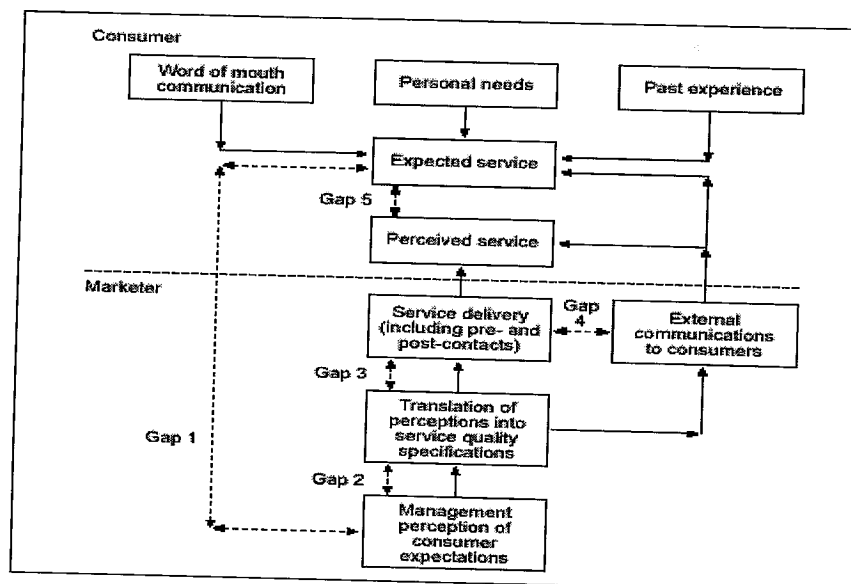 Consumer
Word of mouth
communication
Personal needs
Past experience
Expected service
Gap 5
Perceived service
Marketer
Service delivery
(including pre- and
post-contacts)
Gap
4
External
communications
to consumers
Gap 3
Translation of
perceptions into
service quality
specifications
Gap 1
Gap 2
Management
perception of
consumer
expectations